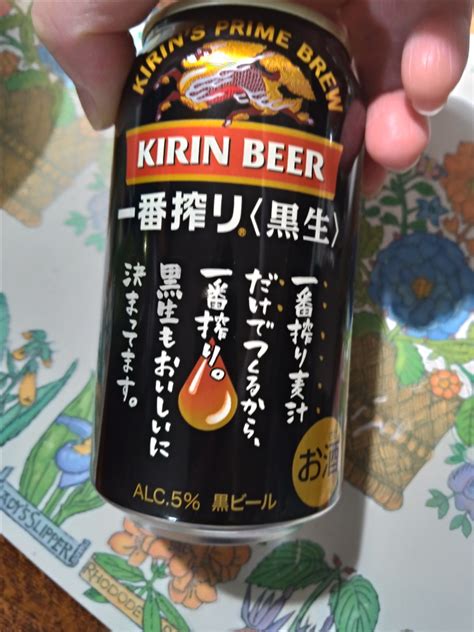 KIRIN'S PRIME BREW
KIRIN BEER
一番搾り®〈黒生〉
一番搾り麦汁
だけでつくるから、
一番搾り。
黒生もおいしいに
決まってます。
お酒
ALC.5% 黒ビール
LADY'S SLIPPER